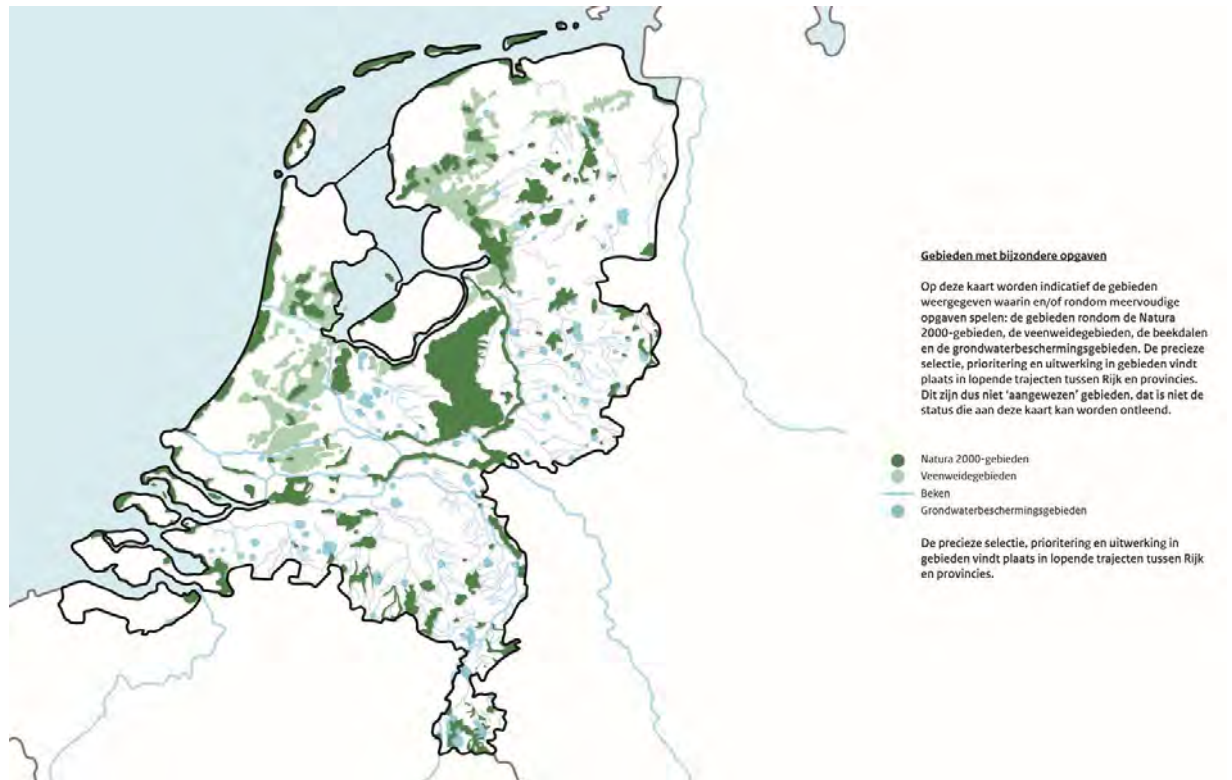 Gebieden met bijzondere opgaven
Op deze kaart worden indicatief de gebieden
weergegeven waarin en/of rondom meervoudige
opgaven spelen: de gebieden rondom de Natura
2000-gebieden, de veenweidegebieden, de beekdalen
en de grondwaterbeschermingsgebieden. De precieze
selectie, prioritering en uitwerking in gebieden vindt
plaats in lopende trajecten tussen Rijk en provincies.
Dit zijn dus niet 'aangewezen' gebieden, dat is niet de
status die aan deze kaart kan worden ontleend.
Natura 2000-gebieden
Veenweidegebieden
Beken
Grondwaterbeschermingsgebieden
De precieze selectie, prioritering en uitwerking in
gebieden vindt plaats in lopende trajecten tussen Rijk
en provincies.